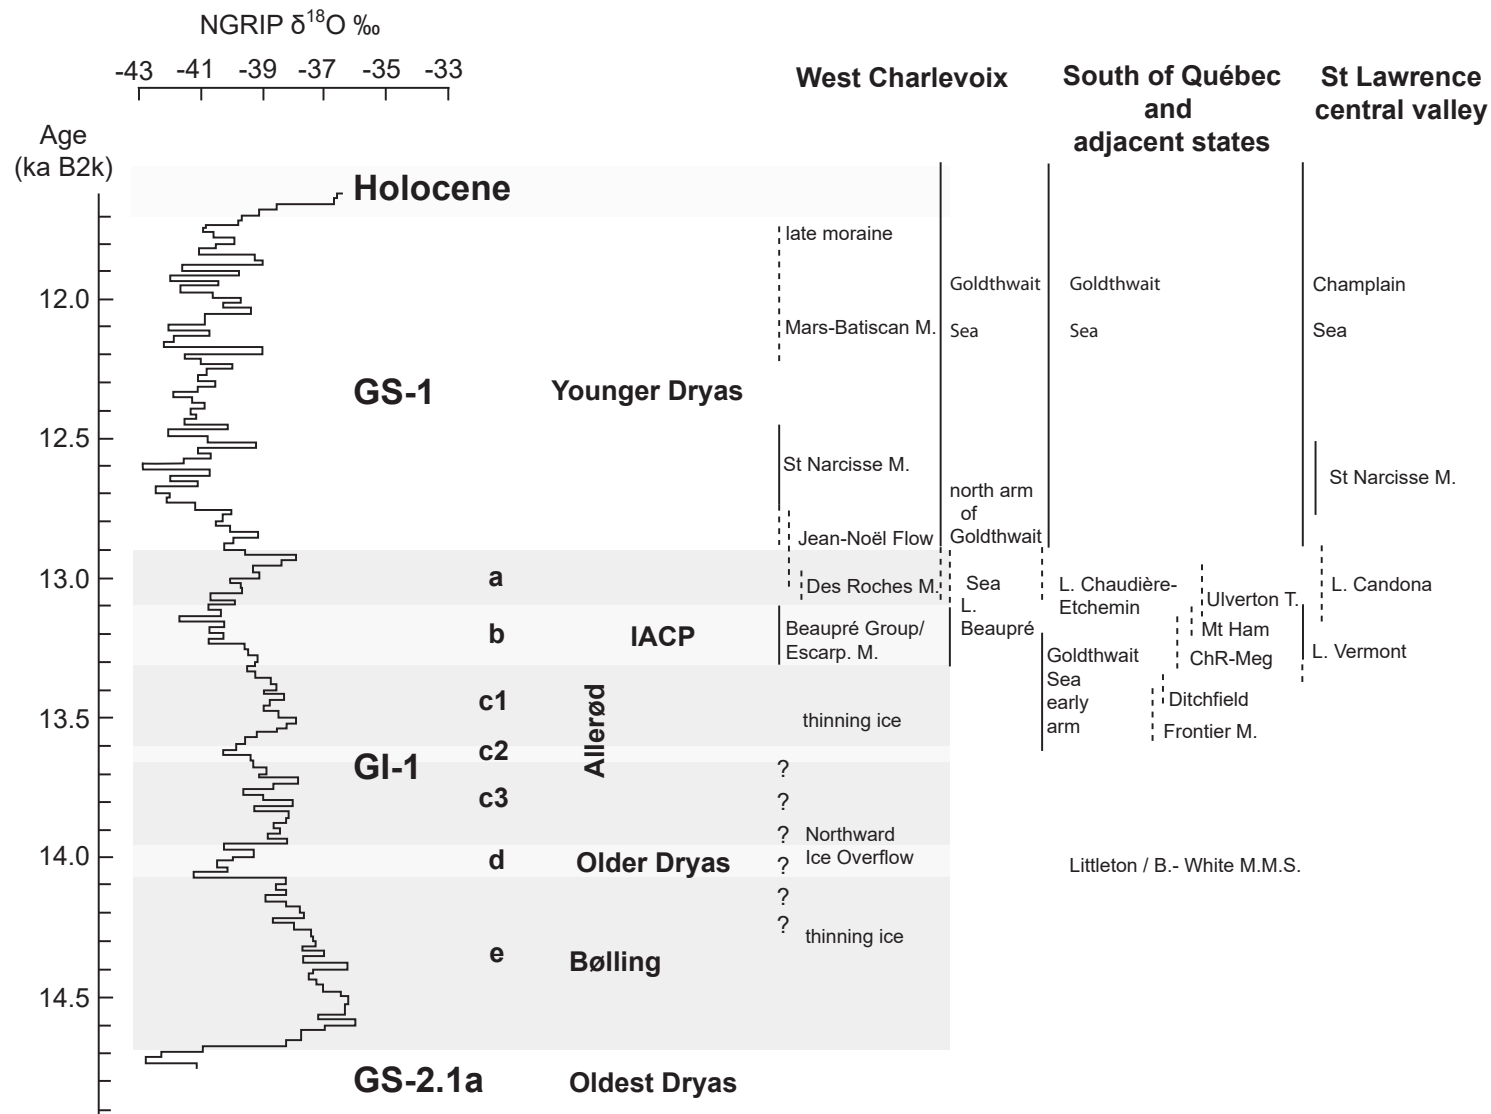 NGRIP δ18O ‰
-43 -41 -39 -37 -35 -33
West Charlevoix
South of Québec
and
adjacent states
St Lawrence
central valley
Age
(ka B2k)
Holocene
late moraine
12.0
Goldthwait
Goldthwait
Champlain
Mars-Batiscan M.
Sea
Sea
Sea
GS-1
Younger Dryas
12.5
St Narcisse M.
St Narcisse M.
north arm
of
Goldthwait
Jean-Noël Flow
13.0
a
Des Roches M.
Sea
L.
Beaupré
L. Chaudière-
Etchemin
Ulverton T.
L. Candona
b
IACP
Beaupré Group/
Escarp. M.
Mt Ham
ChR-Meg
L. Vermont
Goldthwait
Sea
early
arm
c1
Allerød
13.5
thinning ice
Ditchfield
Frontier M.
c2
GI-1
?
c3
?
?
Northward
Ice Overflow
14.0
d
Older Dryas
?
Littleton / B.- White M.M.S.
?
?
thinning ice
e
Bølling
14.5
GS-2.1a
Oldest Dryas